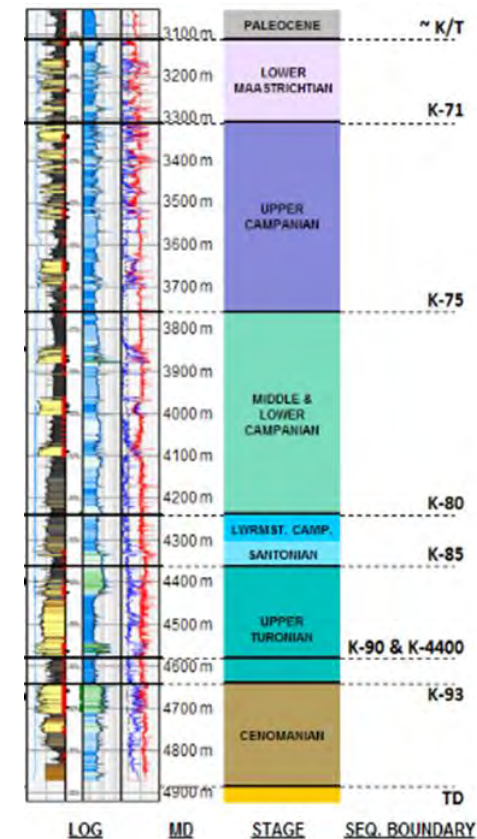 3100 m
PALEOCENE
~ K/T
3200 m
LOWER
MAASTRICHTIAN
3300 m
K-71
3400 m
3500 m
UPPER
CAMPANIAN
3600 m
3700 m
K-75
3800 m
3900 m
MIDDLE &
LOWER
CAMPANIAN
4000 m
4100 m
4200 m
K-80
4300 m
LWRMST. CAMP.
SANTONIAN
K-85
4400 m
4500 m
UPPER
TURONIAN
K-90 & K-4400
4600 m
K-93
4700 m
CENOMANIAN
4800 m
4900 m
TD
LOG MD STAGE SEQ. BOUNDARY